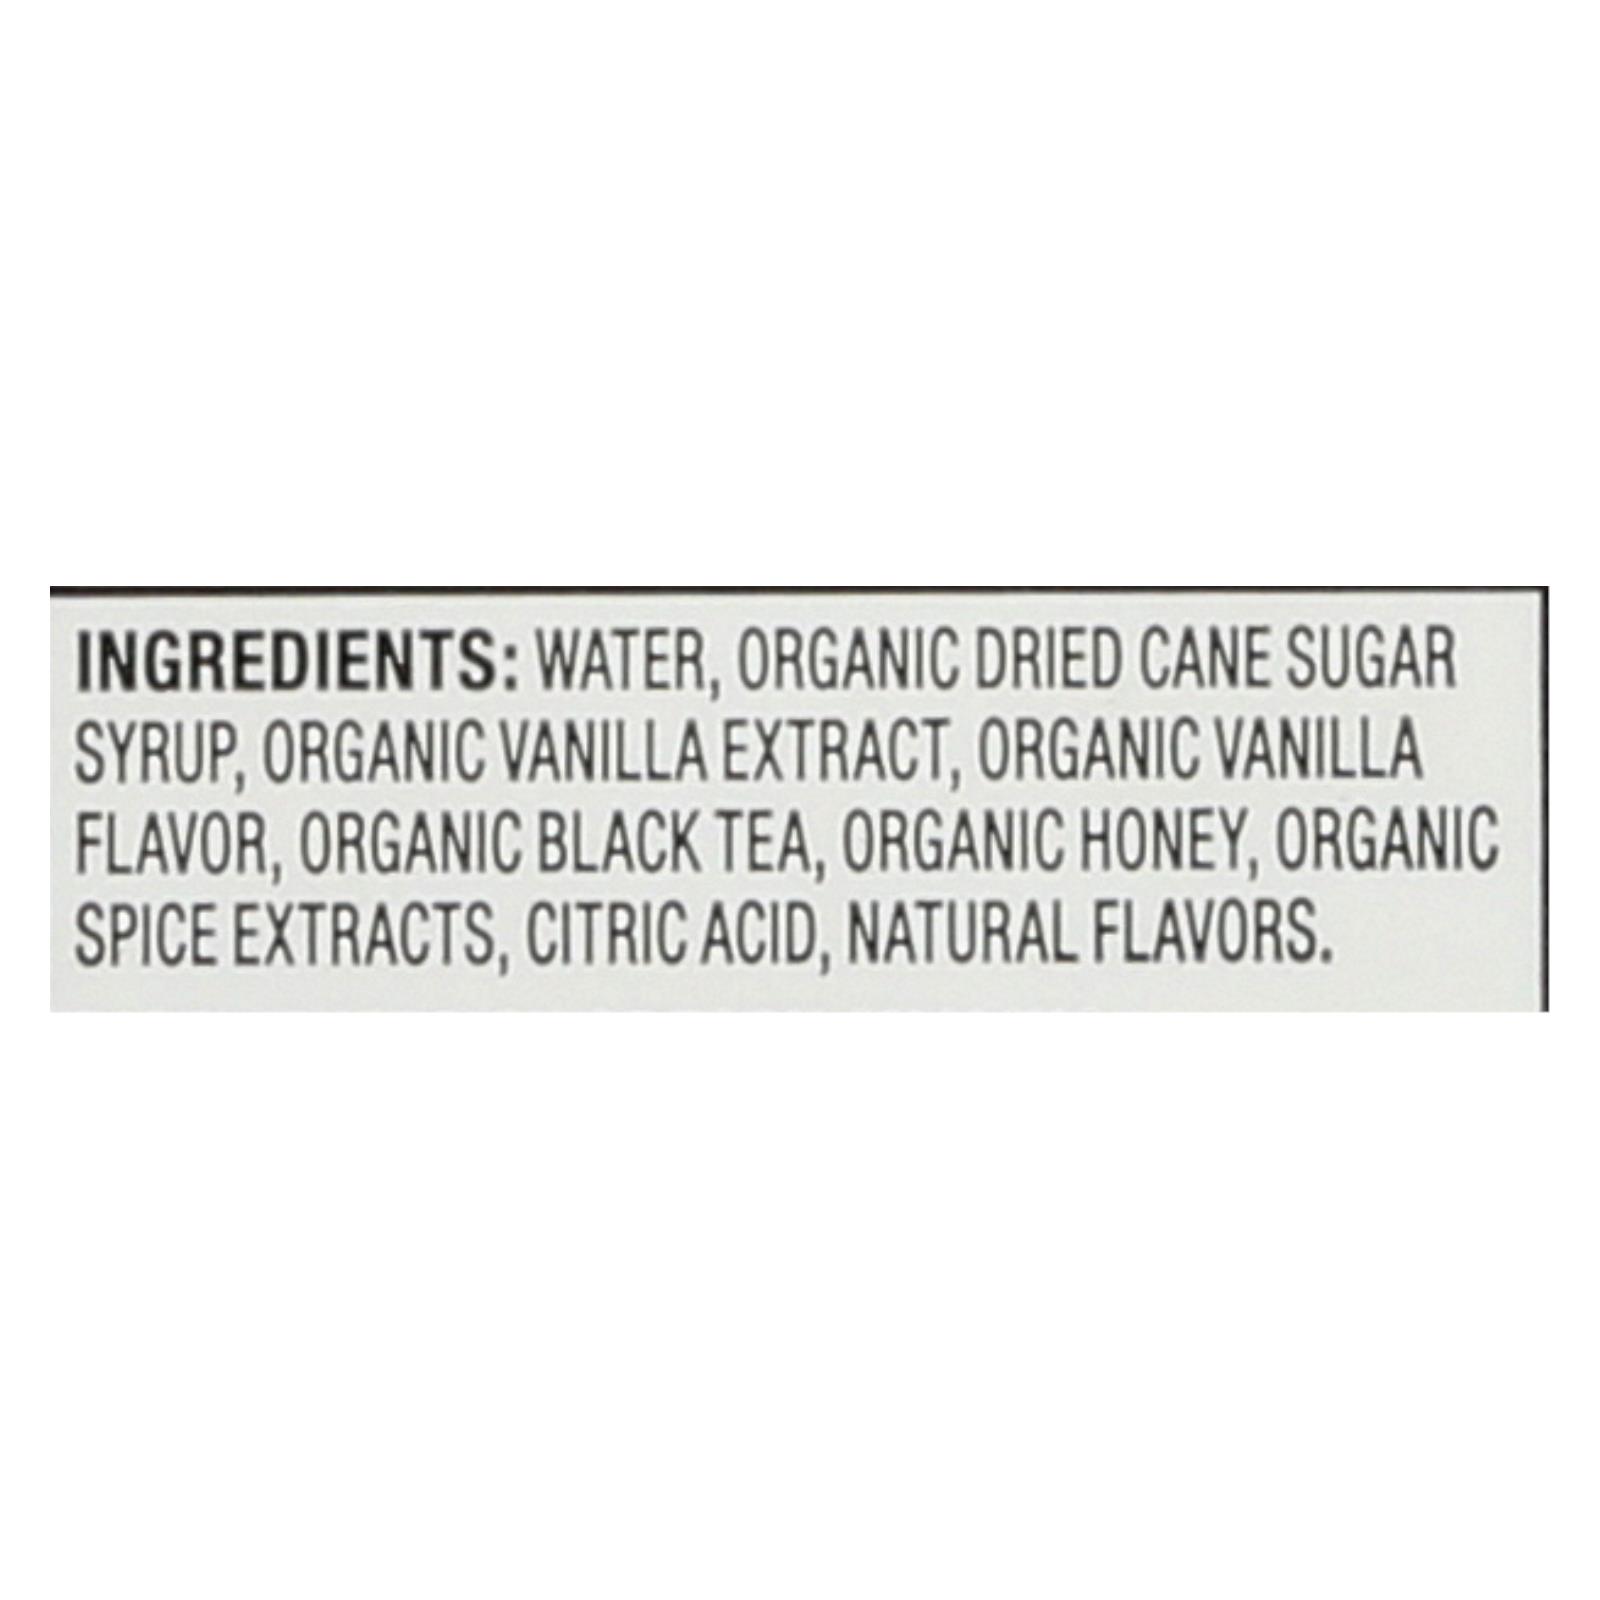 INGREDIENTS: WATER, ORGANIC DRIED CANE SUGAR
SYRUP, ORGANIC VANILLA EXTRACT, ORGANIC VANILLA
FLAVOR, ORGANIC BLACK TEA, ORGANIC HONEY, ORGANIC
SPICE EXTRACTS, CITRIC ACID, NATURAL FLAVORS.